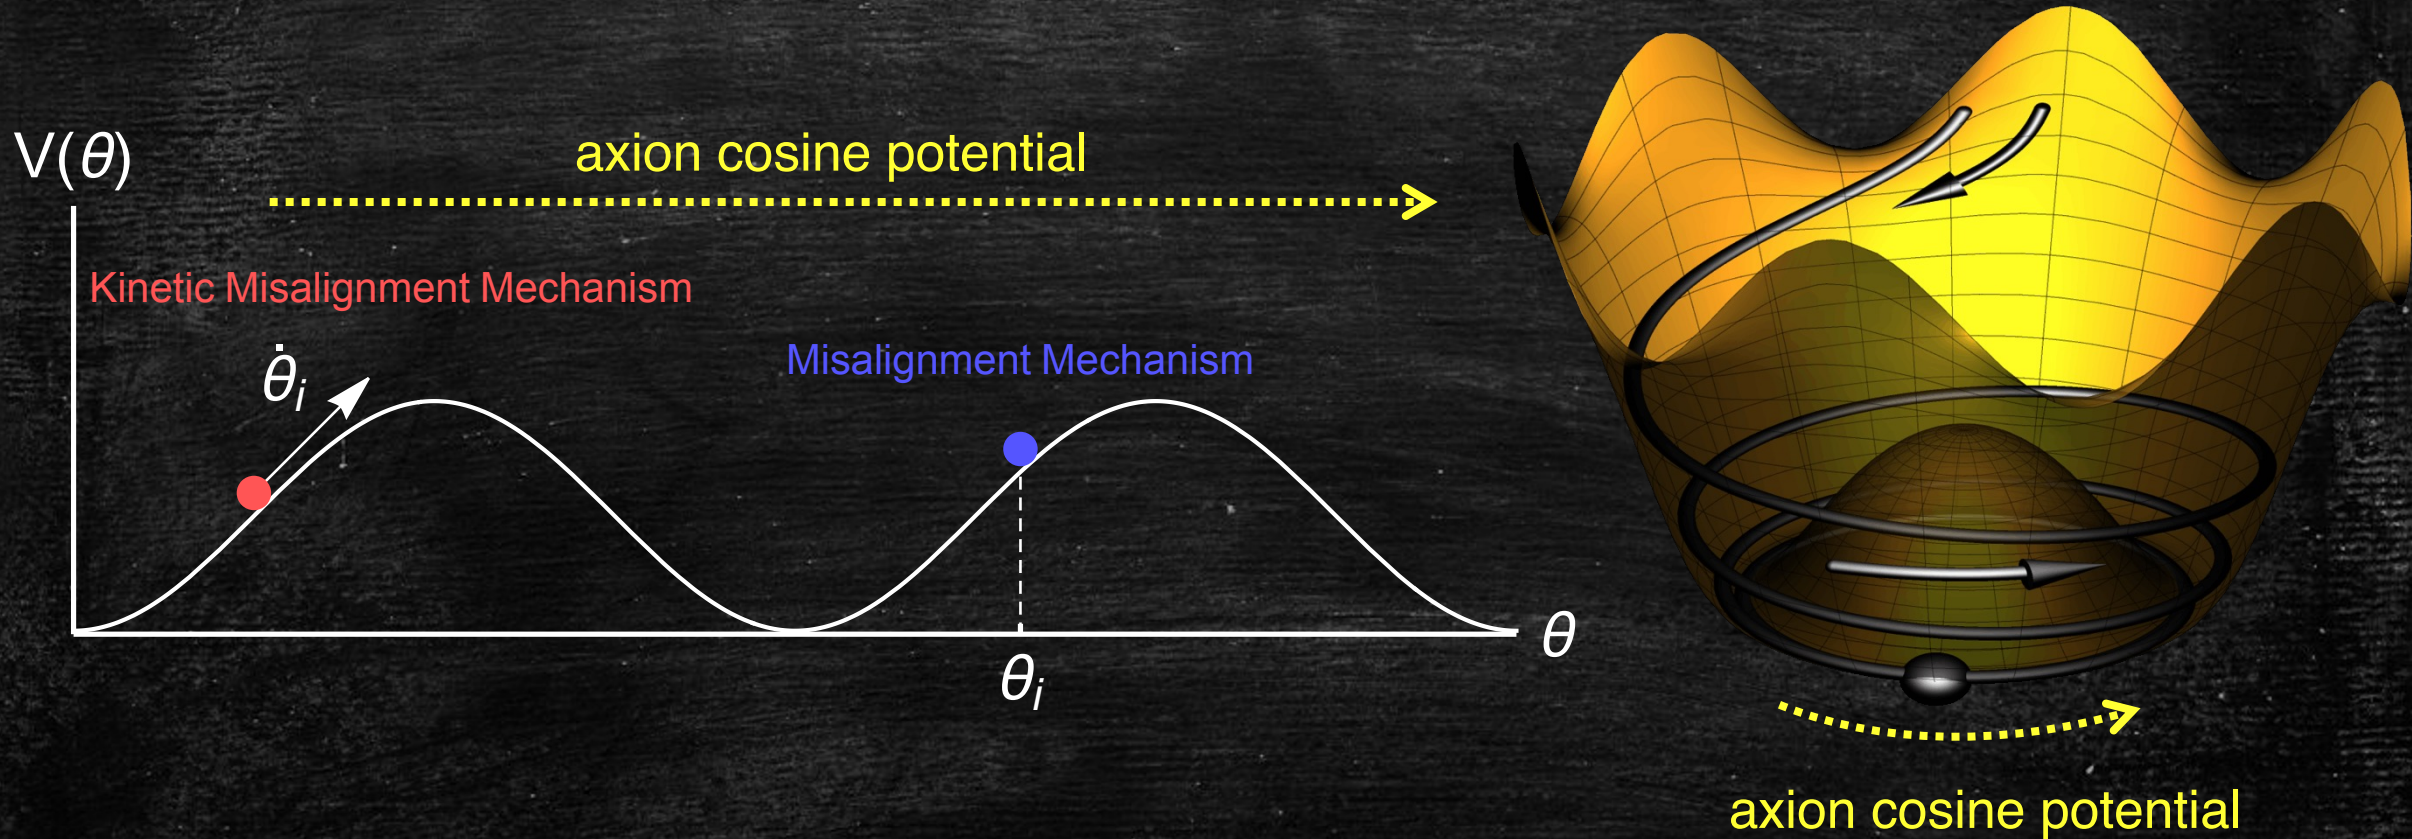 V(θ)
axion cosine potential
Kinetic Misalignment Mechanism
θ̇ᵢ
Misalignment Mechanism
θ
θᵢ
axion cosine potential